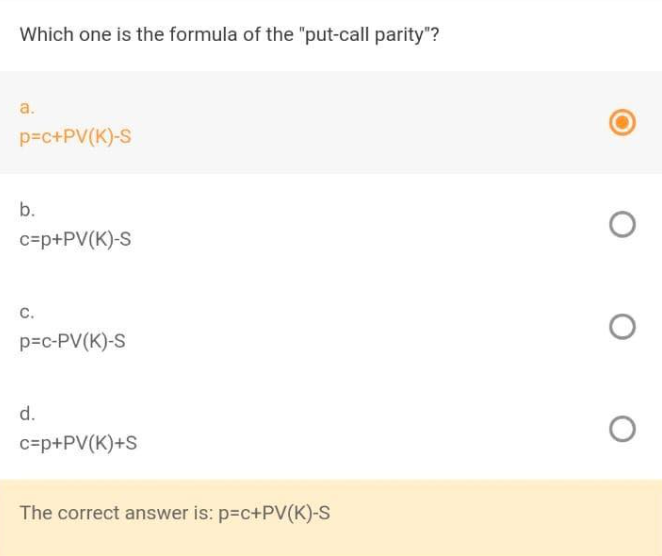 Which one is the formula of the "put-call parity"?
a.
p=c+PV(K)-S
b.
c=p+PV(K)-S
c.
p=c-PV(K)-S
d.
c=p+PV(K)+S
The correct answer is: p=c+PV(K)-S